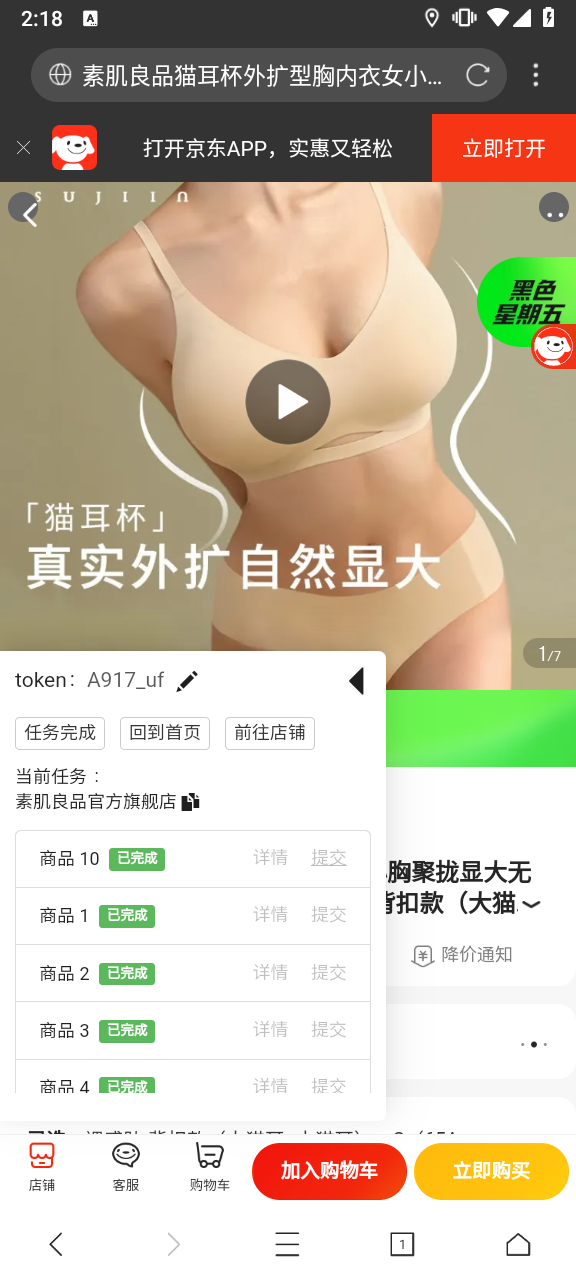 2:18
A
素肌良品猫耳杯外扩型胸内衣女小...
打开京东APP，实惠又轻松
立即打开
SUJIIN
黑色
星期五
「猫耳杯」
真实外扩自然显大
1/7
token： A917_uf
任务完成
回到首页
前往店铺
当前任务：
素肌良品官方旗舰店
商品 10 已完成 详情 提交
商品 1 已完成 详情 提交
商品 2 已完成 详情 提交
商品 3 已完成 详情 提交
商品 4 已完成 详情 提交
胸聚拢显大无
背扣款（大猫
降价通知
店铺
客服
购物车
加入购物车
立即购买
1